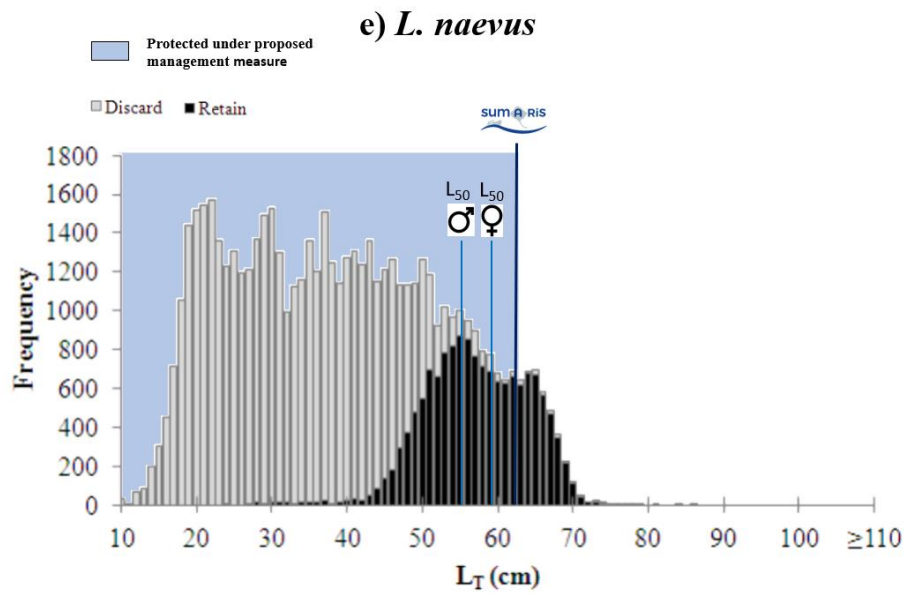 e) L. naevus
Protected under proposed
management measure
Discard Retain
sumARiS
1800
1600
1400
1200
1000
800
600
400
200
0
Frequency
L50 L50
♂ ♀
10 20 30 40 50 60 70 80 90 100 ≥110
LT (cm)